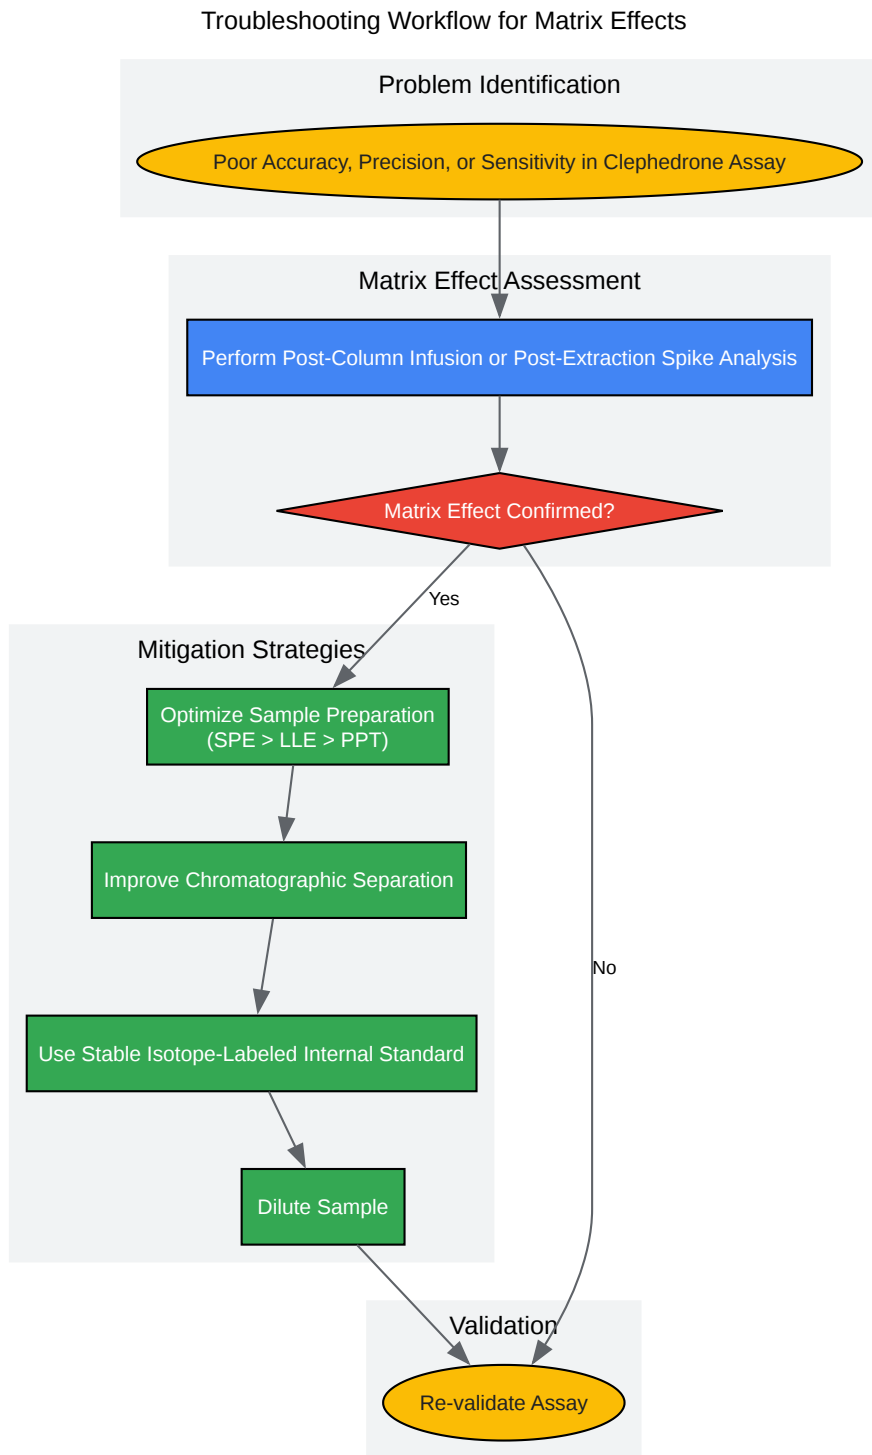 Troubleshooting Workflow for Matrix Effects
Problem Identification
Poor Accuracy, Precision, or Sensitivity in Clephedrone Assay
Matrix Effect Assessment
Perform Post-Column Infusion or Post-Extraction Spike Analysis
Matrix Effect Confirmed?
Yes
Mitigation Strategies
Optimize Sample Preparation
(SPE > LLE > PPT)
Improve Chromatographic Separation
No
Use Stable Isotope-Labeled Internal Standard
Dilute Sample
Validation
Re-validate Assay